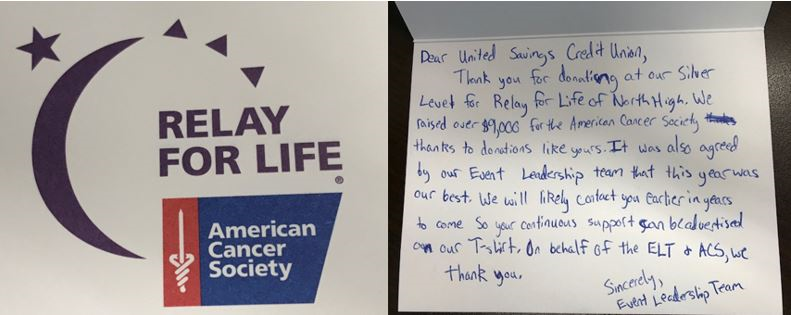 RELAY
FOR LIFE®
American
Cancer
Society
Dear United Savings Credit Union,
Thank you for donating at our Silver
Level for Relay for Life of North High. We
raised over $9,000 for the American Cancer Society
thanks to donations like yours. It was also agreed
by our Event Leadership team that this year was
our best. We will likely contact you earlier in years
to come so your continuous support can be advertised
on our T-shirt. On behalf of the ELT & ACS, we
thank you.
Sincerely,
Event Leadership Team